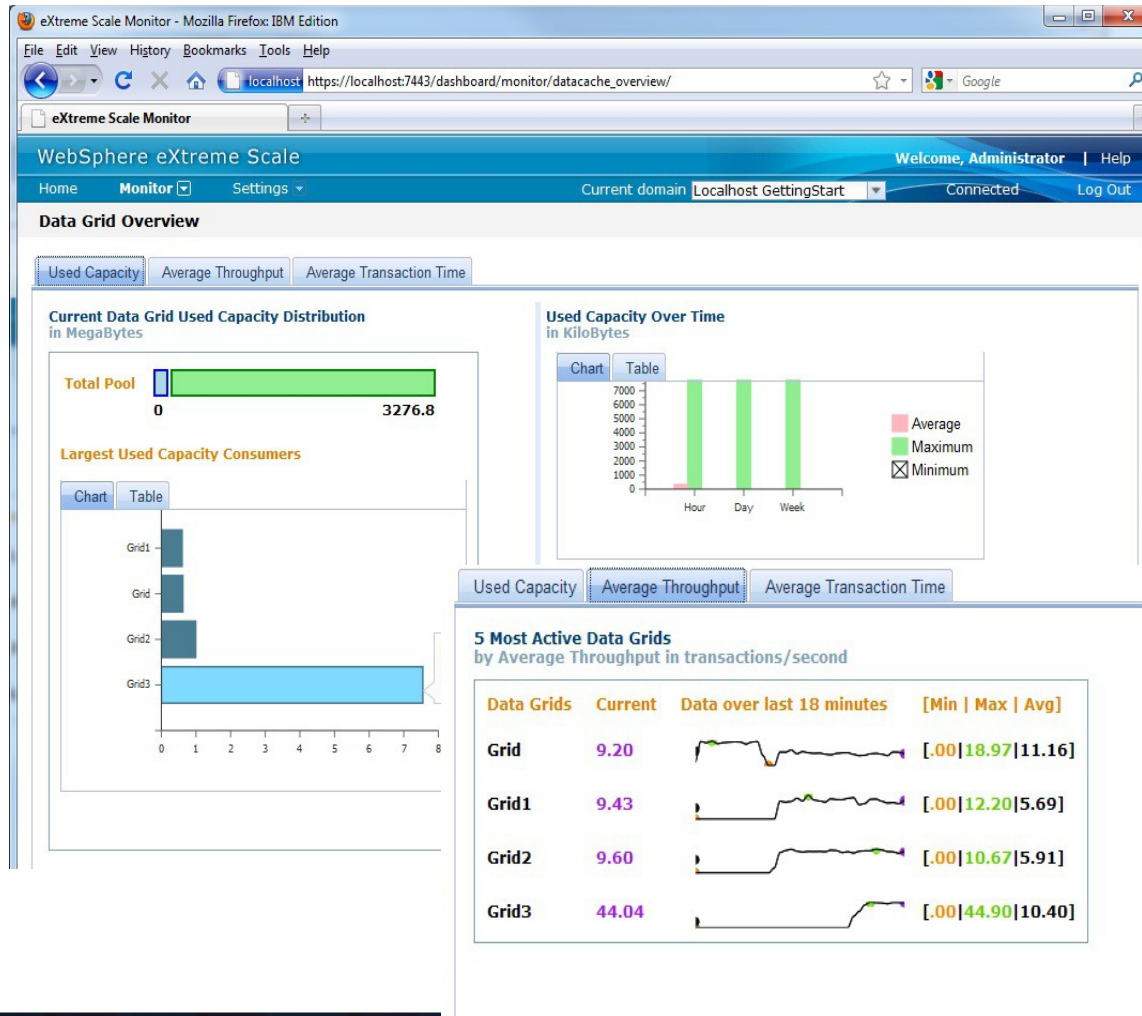 eXtreme Scale Monitor - Mozilla Firefox: IBM Edition
File Edit View History Bookmarks Tools Help
localhost https://localhost:7443/dashboard/monitor/datacache_overview/
Google
eXtreme Scale Monitor
WebSphere eXtreme Scale
Welcome, Administrator | Help
Home Monitor Settings Current domain Localhost GettingStart Connected Log Out
Data Grid Overview
Used Capacity Average Throughput Average Transaction Time
Current Data Grid Used Capacity Distribution
in MegaBytes
Total Pool
0 3276.8
Largest Used Capacity Consumers
Chart Table
Grid1
Grid
Grid2
Grid3
0 1 2 3 4 5 6 7 8
Used Capacity Over Time
in KiloBytes
Chart Table
7000
6000
5000
4000
3000
2000
1000
0
Hour Day Week
Average
Maximum
Minimum
Used Capacity Average Throughput Average Transaction Time
5 Most Active Data Grids
by Average Throughput in transactions/second
Data Grids Current Data over last 18 minutes [Min | Max | Avg]
Grid 9.20 [.00|18.97|11.16]
Grid1 9.43 [.00|12.20|5.69]
Grid2 9.60 [.00|10.67|5.91]
Grid3 44.04 [.00|44.90|10.40]